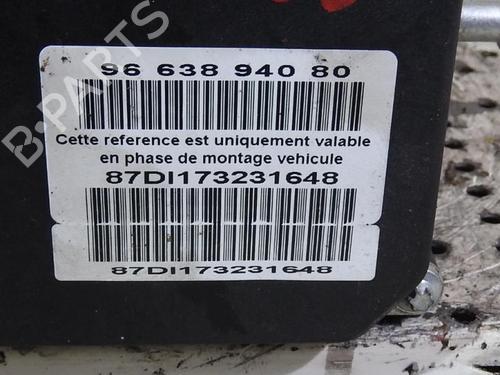 B-PARTS
96 638 940 80
Cette reference est uniquement valable
en phase de montage vehicule
87DI173231648
87DI173231648